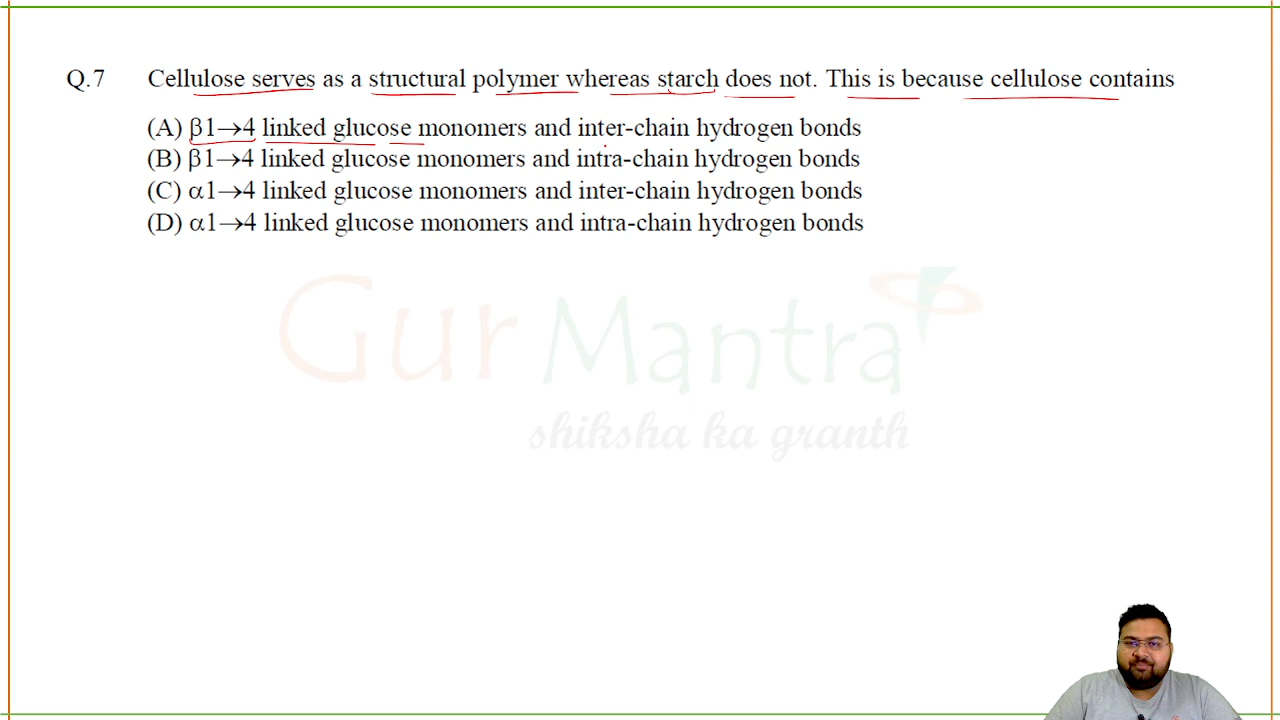 Q.7 Cellulose serves as a structural polymer whereas starch does not. This is because cellulose contains
(A) β1→4 linked glucose monomers and inter-chain hydrogen bonds
(B) β1→4 linked glucose monomers and intra-chain hydrogen bonds
(C) α1→4 linked glucose monomers and inter-chain hydrogen bonds
(D) α1→4 linked glucose monomers and intra-chain hydrogen bonds
Gur Mantra
shiksha ka granth